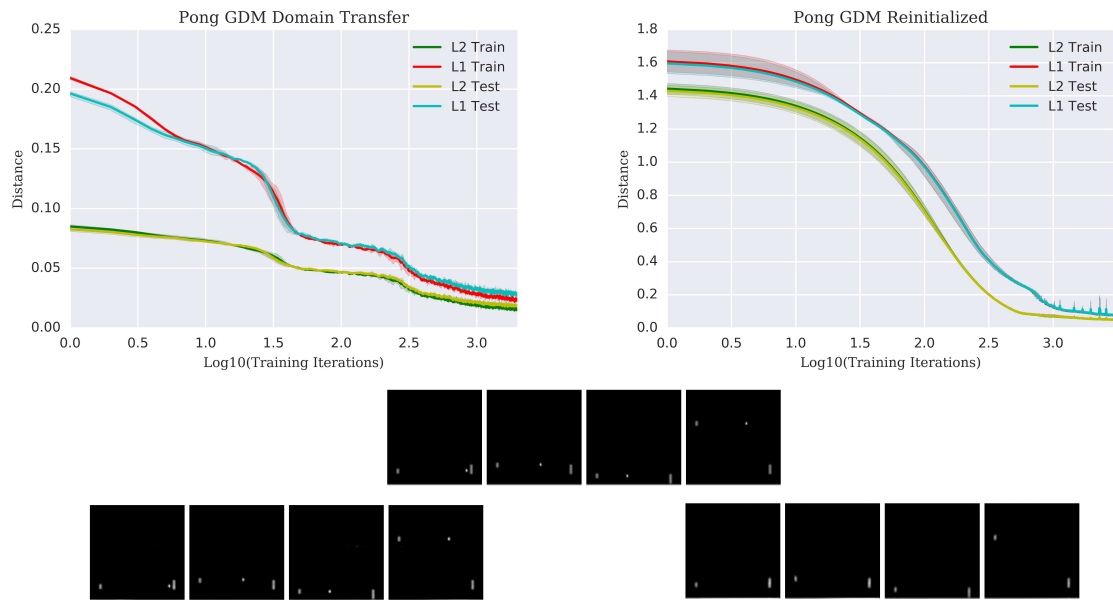 Pong GDM Domain Transfer
0.25
0.20
0.15
0.10
0.05
0.00
Distance
L2 Train
L1 Train
L2 Test
L1 Test
0.0 0.5 1.0 1.5 2.0 2.5 3.0
Log10(Training Iterations)
Pong GDM Reinitialized
1.8
1.6
1.4
1.2
1.0
0.8
0.6
0.4
0.2
0.0
Distance
L2 Train
L1 Train
L2 Test
L1 Test
0.0 0.5 1.0 1.5 2.0 2.5 3.0
Log10(Training Iterations)